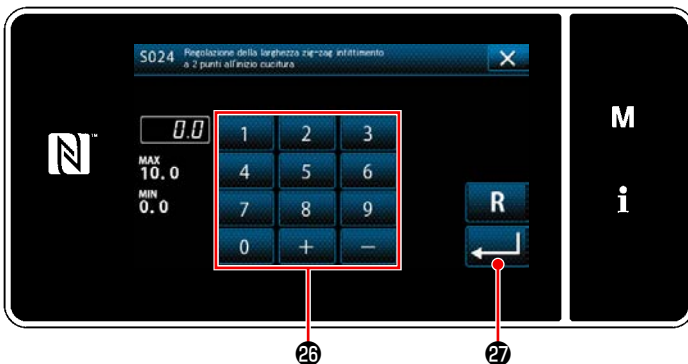 S024 Regolazione della larghezza zig-zag infittimento
a 2 punti all'inizio cucitura
0.0
MAX
10.0
MIN
0.0
1 2 3
4 5 6
7 8 9
0 + −
R
M
i
N™
26
27